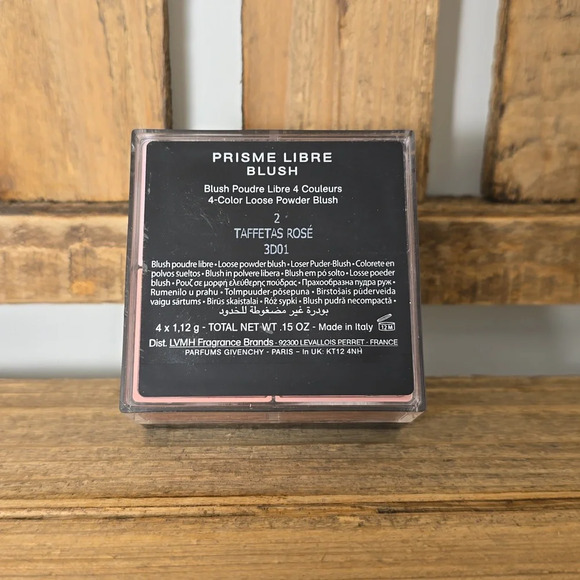 PRISME LIBRE
BLUSH
Blush Poudre Libre 4 Couleurs
4-Color Loose Powder Blush
2
TAFFETAS ROSÉ
3D01
Blush poudre libre • Loose powder blush • Loser Puder-Blush • Colorete en
polvos sueltos • Blush in polvere libera • Blush em pó solto • Losse poeder
blush • Ρουζ σε μορφή ελεύθερης πούδρας • Прахообразна пудра руж •
Rumenilo u prahu • Tolmpuuder-põsepuna • Birstošais pūderveida
vaigu sārtums • Birūs skaistalai • Róż sypki • Blush pudră necompactă •
بودرة غير مضغوطة للخدود
4 x 1,12 g - TOTAL NET WT .15 OZ - Made in Italy 12 M
Dist. LVMH Fragrance Brands - 92300 LEVALLOIS PERRET - FRANCE
PARFUMS GIVENCHY - PARIS – In UK: KT12 4NH